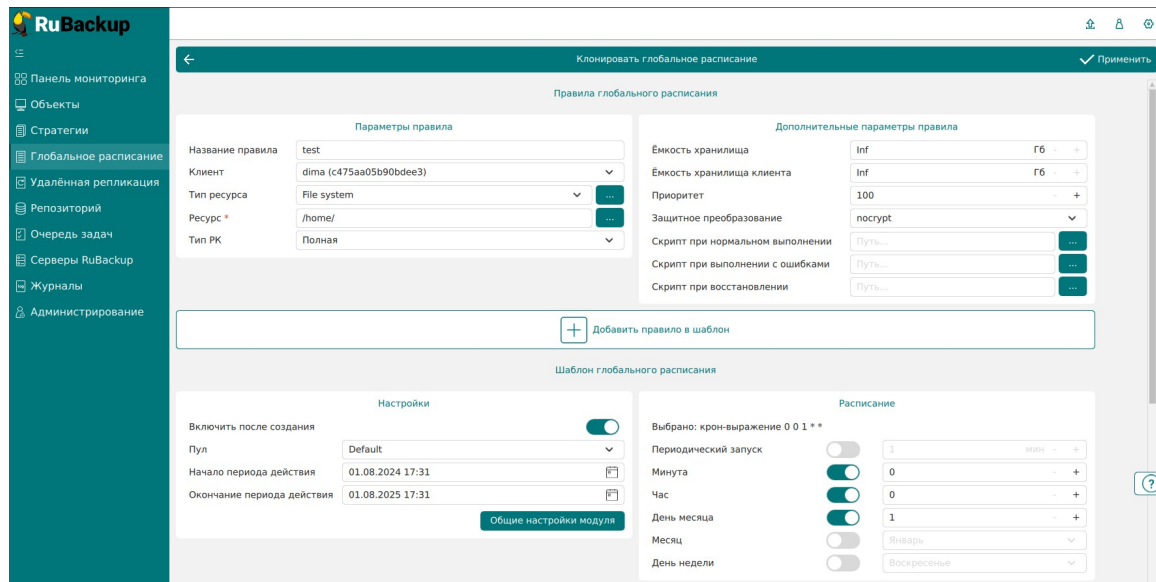 RuBackup
Клонировать глобальное расписание
Применить
Панель мониторинга
Объекты
Стратегии
Глобальное расписание
Удалённая репликация
Репозиторий
Очередь задач
Серверы RuBackup
Журналы
Администрирование
Правила глобального расписания
Параметры правила
Название правила test
Клиент dima (c475aa05b90bdee3)
Тип ресурса File system ...
Ресурс * /home/ ...
Тип РК Полная
Дополнительные параметры правила
Ёмкость хранилища Inf Гб - +
Ёмкость хранилища клиента Inf Гб - +
Приоритет 100 - +
Защитное преобразование nocrypt
Скрипт при нормальном выполнении Путь... ...
Скрипт при выполнении с ошибками Путь... ...
Скрипт при восстановлении Путь... ...
+ Добавить правило в шаблон
Шаблон глобального расписания
Настройки
Включить после создания
Пул Default
Начало периода действия 01.08.2024 17:31
Окончание периода действия 01.08.2025 17:31
Общие настройки модуля
Расписание
Выбрано: крон-выражение 0 0 1 * *
Периодический запуск 1 мин - +
Минута 0 - +
Час 0 - +
День месяца 1 - +
Месяц Январь
День недели Воскресенье
?